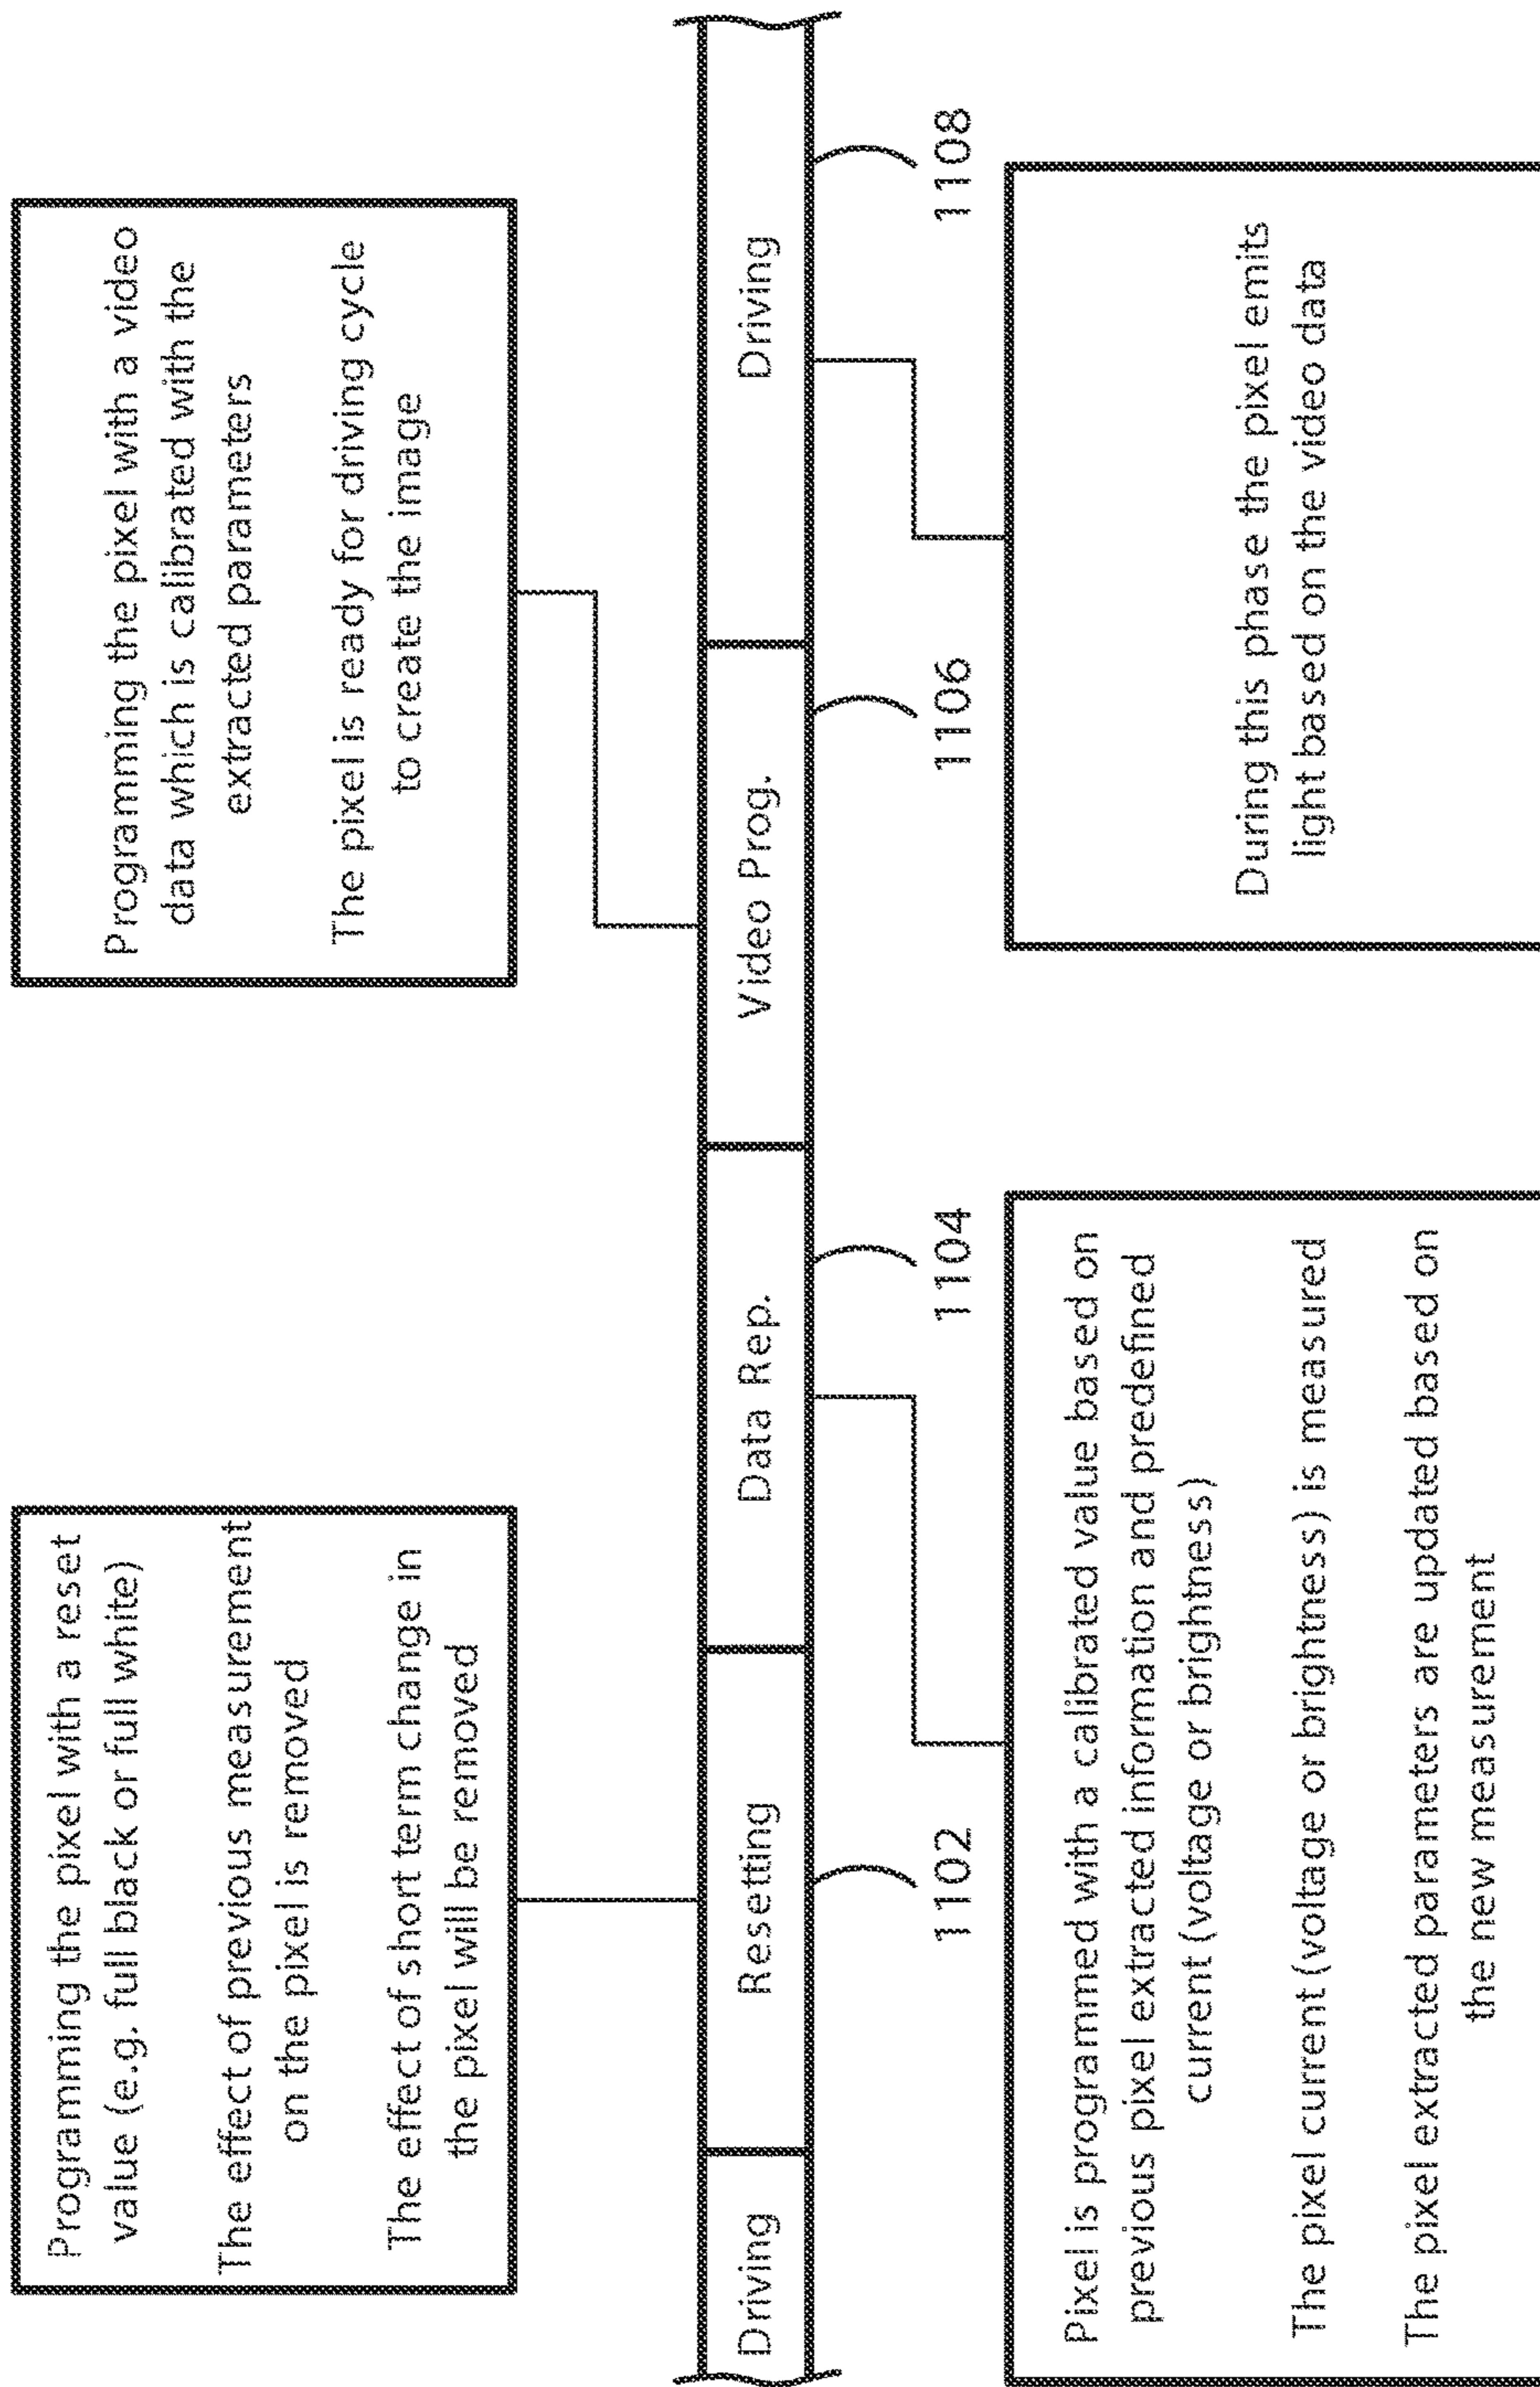 Programming the pixel with a reset
value (e.g. full black or full white)
The effect of previous measurement
on the pixel is removed
The effect of short term change in
the pixel will be removed
Programming the pixel with a video
data which is calibrated with the
extracted parameters
The pixel is ready for driving cycle
to create the image
Driving
Resetting
Data Rep.
Video Prog.
Driving
1102
1104
1106
1108
Pixel is programmed with a calibrated value based on
previous pixel extracted information and predefined
current (voltage or brightness)
The pixel current (voltage or brightness) is measured
The pixel extracted parameters are updated based on
the new measurement
During this phase the pixel emits
light based on the video data